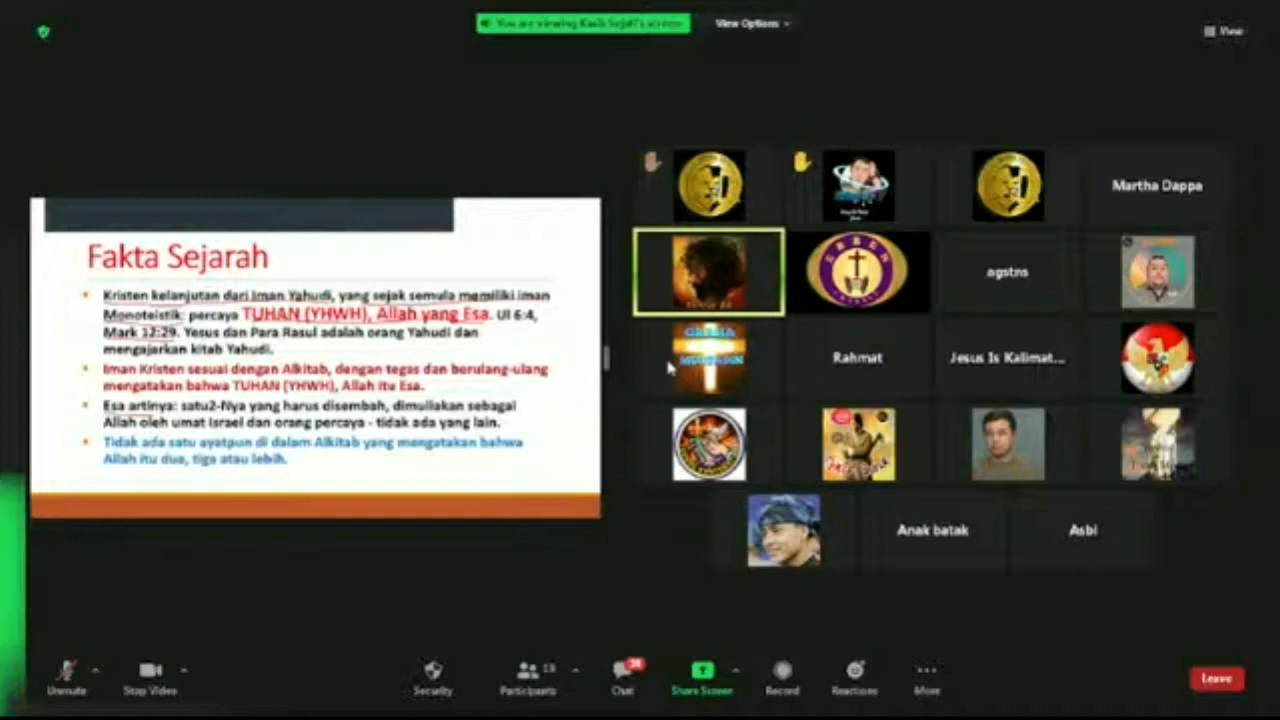 You are viewing Kasih Sejati's screen
View Options
View
Martha Dappa
Fakta Sejarah
Kristen kelanjutan dari Iman Yahudi, yang sejak semula memiliki iman
Monoteistik: percaya TUHAN (YHWH), Allah yang Esa. Ul 6:4,
Mark 12:29. Yesus dan Para Rasul adalah orang Yahudi dan
mengajarkan kitab Yahudi.
Iman Kristen sesuai dengan Alkitab, dengan tegas dan berulang-ulang
mengatakan bahwa TUHAN (YHWH), Allah itu Esa.
Esa artinya: satu2-Nya yang harus disembah, dimuliakan sebagai
Allah oleh umat Israel dan orang percaya - tidak ada yang lain.
Tidak ada satu ayatpun di dalam Alkitab yang mengatakan bahwa
Allah itu dua, tiga atau lebih.
agstns
Rahmat
Jesus Is Kalimat...
Anak batak
Asbl
Unmute
Stop Video
Security
Participants
Chat
Share Screen
Record
Reactions
More
Leave